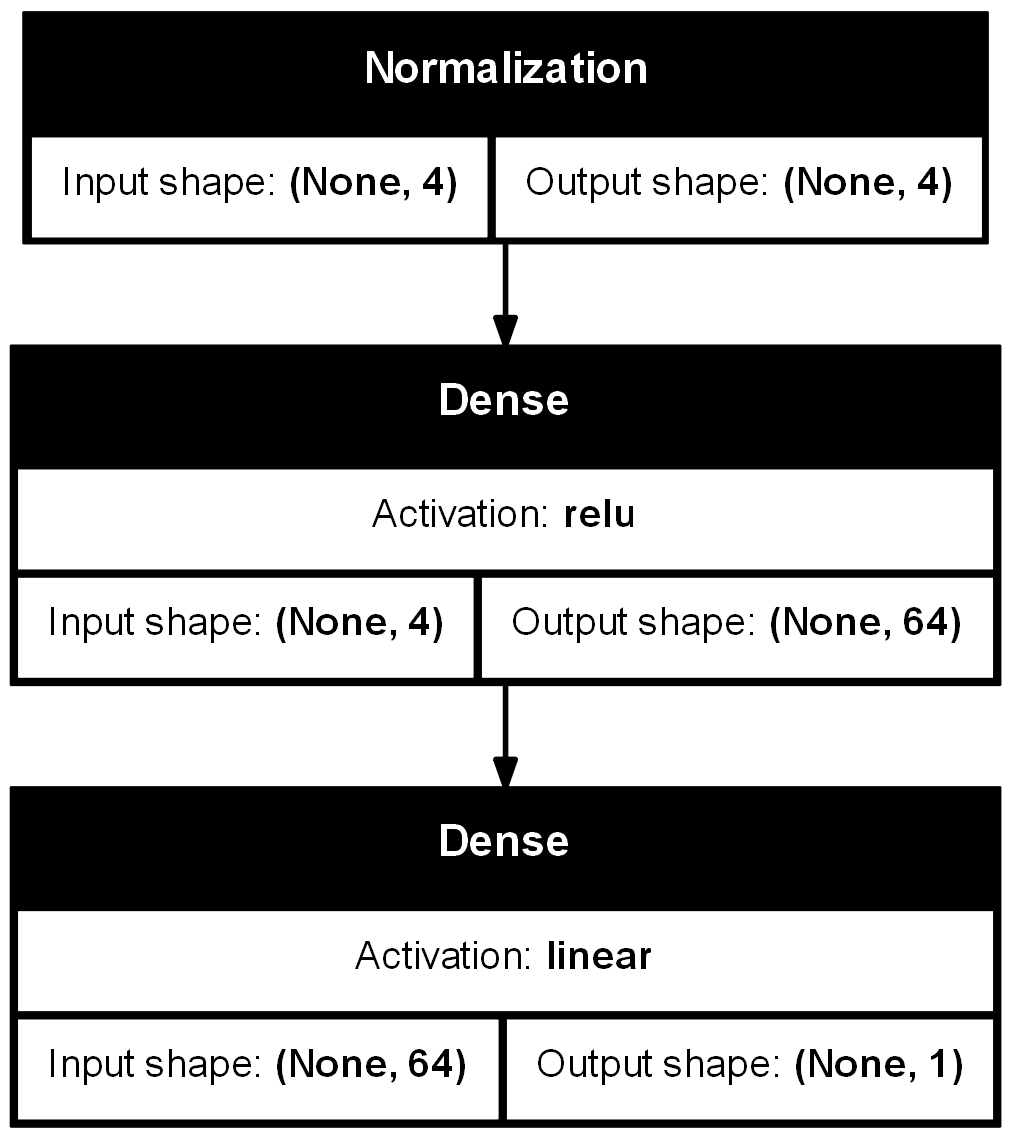 Normalization
Input shape: (None, 4) Output shape: (None, 4)
Dense
Activation: relu
Input shape: (None, 4) Output shape: (None, 64)
Dense
Activation: linear
Input shape: (None, 64) Output shape: (None, 1)